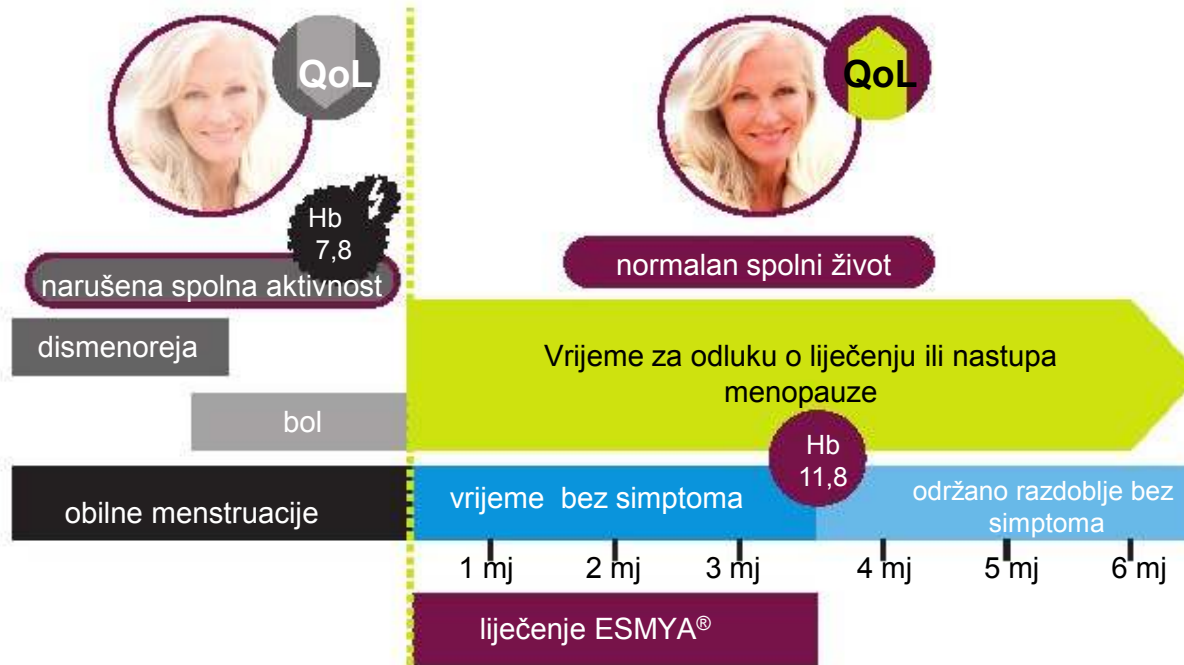 QoL
QoL
Hb
7,8
narušena spolna aktivnost
normalan spolni život
dismenoreja
Vrijeme za odluku o liječenju ili nastupa
menopauze
bol
Hb
11,8
obilne menstruacije
vrijeme bez simptoma
održano razdoblje bez
simptoma
1 mj
2 mj
3 mj
4 mj
5 mj
6 mj
liječenje ESMYA®